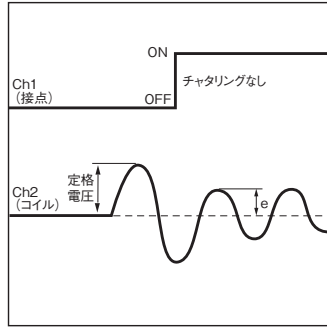 ON
チャタリングなし
Ch1
(接点)
OFF
定格
電圧
Ch2
(コイル)
e